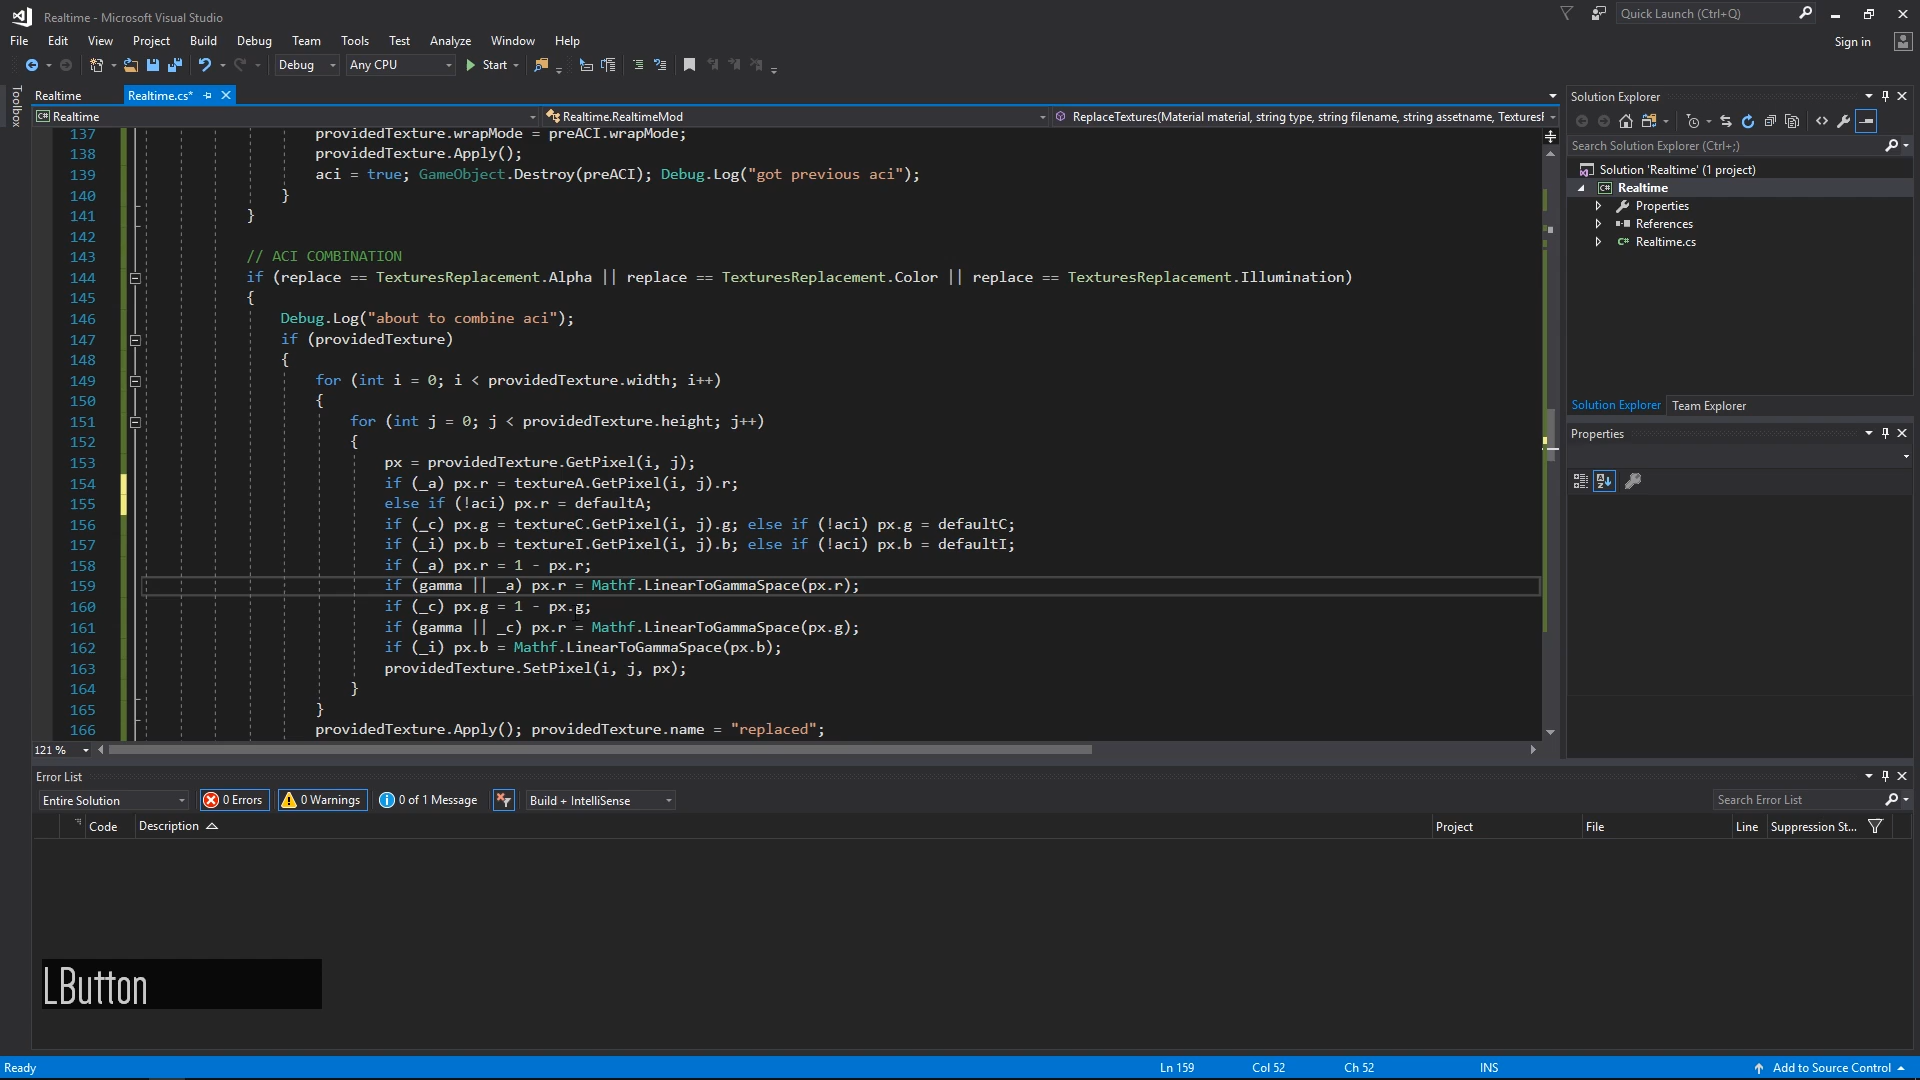 Realtime - Microsoft Visual Studio
Quick Launch (Ctrl+Q)
File Edit View Project Build Debug Team Tools Test Analyze Window Help
Sign in
Debug Any CPU Start
Toolbox
Realtime Realtime.cs*
Realtime Realtime.RealtimeMod ReplaceTextures(Material material, string type, string filename, string assetname, TexturesR
137 providedTexture.wrapMode = preACI.wrapMode;
138 providedTexture.Apply();
139 aci = true; GameObject.Destroy(preACI); Debug.Log("got previous aci");
140 }
141 }
142
143 // ACI COMBINATION
144 if (replace == TexturesReplacement.Alpha || replace == TexturesReplacement.Color || replace == TexturesReplacement.Illumination)
145 {
146 Debug.Log("about to combine aci");
147 if (providedTexture)
148 {
149 for (int i = 0; i < providedTexture.width; i++)
150 {
151 for (int j = 0; j < providedTexture.height; j++)
152 {
153 px = providedTexture.GetPixel(i, j);
154 if (_a) px.r = textureA.GetPixel(i, j).r;
155 else if (!aci) px.r = defaultA;
156 if (_c) px.g = textureC.GetPixel(i, j).g; else if (!aci) px.g = defaultC;
157 if (_i) px.b = textureI.GetPixel(i, j).b; else if (!aci) px.b = defaultI;
158 if (_a) px.r = 1 - px.r;
159 if (gamma || _a) px.r = Mathf.LinearToGammaSpace(px.r);
160 if (_c) px.g = 1 - px.g;
161 if (gamma || _c) px.r = Mathf.LinearToGammaSpace(px.g);
162 if (_i) px.b = Mathf.LinearToGammaSpace(px.b);
163 providedTexture.SetPixel(i, j, px);
164 }
165 }
166 providedTexture.Apply(); providedTexture.name = "replaced";
121 %
Solution Explorer
Search Solution Explorer (Ctrl+;)
Solution 'Realtime' (1 project)
C# Realtime
Properties
References
C# Realtime.cs
Solution Explorer Team Explorer
Properties
Error List
Entire Solution 0 Errors 0 Warnings 0 of 1 Message Build + IntelliSense Search Error List
Code Description Project File Line Suppression St...
LButton
Ready Ln 159 Col 52 Ch 52 INS Add to Source Control